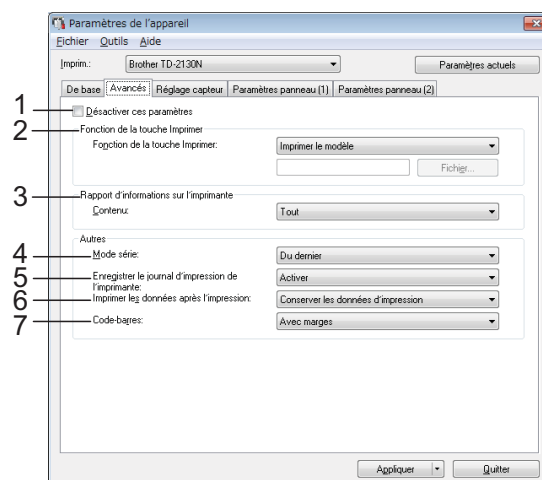 Paramètres de l'appareil
Fichier Outils Aide
Imprim.: Brother TD-2130N Paramètres actuels
De base Avancés Réglage capteur Paramètres panneau (1) Paramètres panneau (2)
1 Désactiver ces paramètres
2 Fonction de la touche Imprimer
Fonction de la touche Imprimer: Imprimer le modèle
Fichier...
3 Rapport d'informations sur l'imprimante
Contenu: Tout
Autres
4 Mode série: Du dernier
5 Enregistrer le journal d'impression de l'imprimante: Activer
6 Imprimer les données après l'impression: Conserver les données d'impression
7 Code-barres: Avec marges
Appliquer Quitter